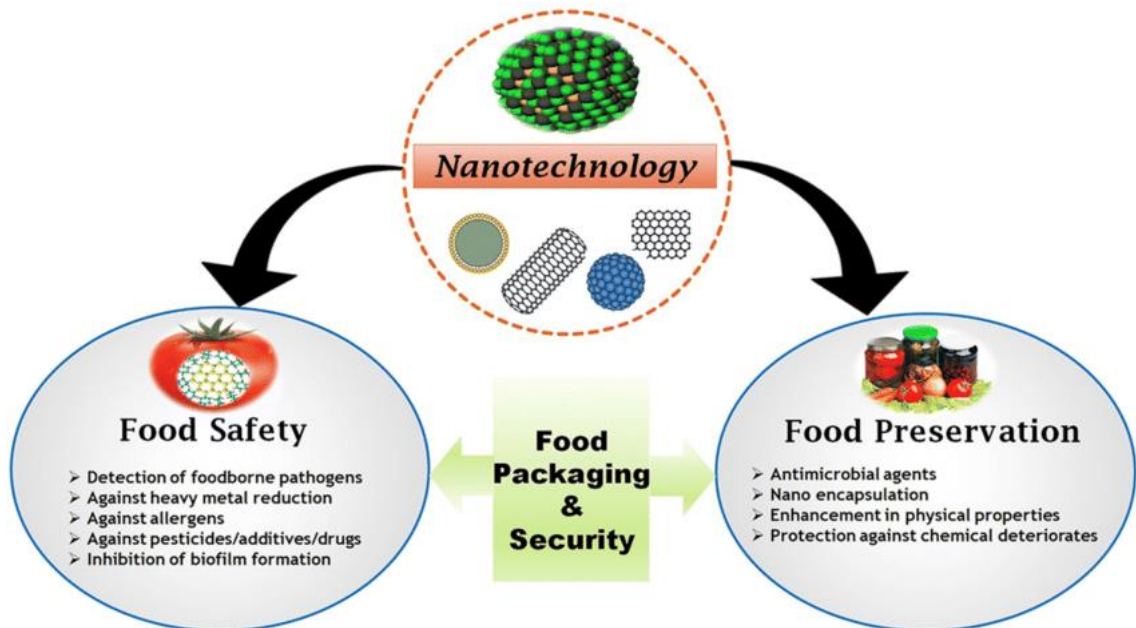 Nanotechnology
Food Safety
➢ Detection of foodborne pathogens
➢ Against heavy metal reduction
➢ Against allergens
➢ Against pesticides/additives/drugs
➢ Inhibition of biofilm formation
Food
Packaging
&
Security
Food Preservation
➢ Antimicrobial agents
➢ Nano encapsulation
➢ Enhancement in physical properties
➢ Protection against chemical deteriorates